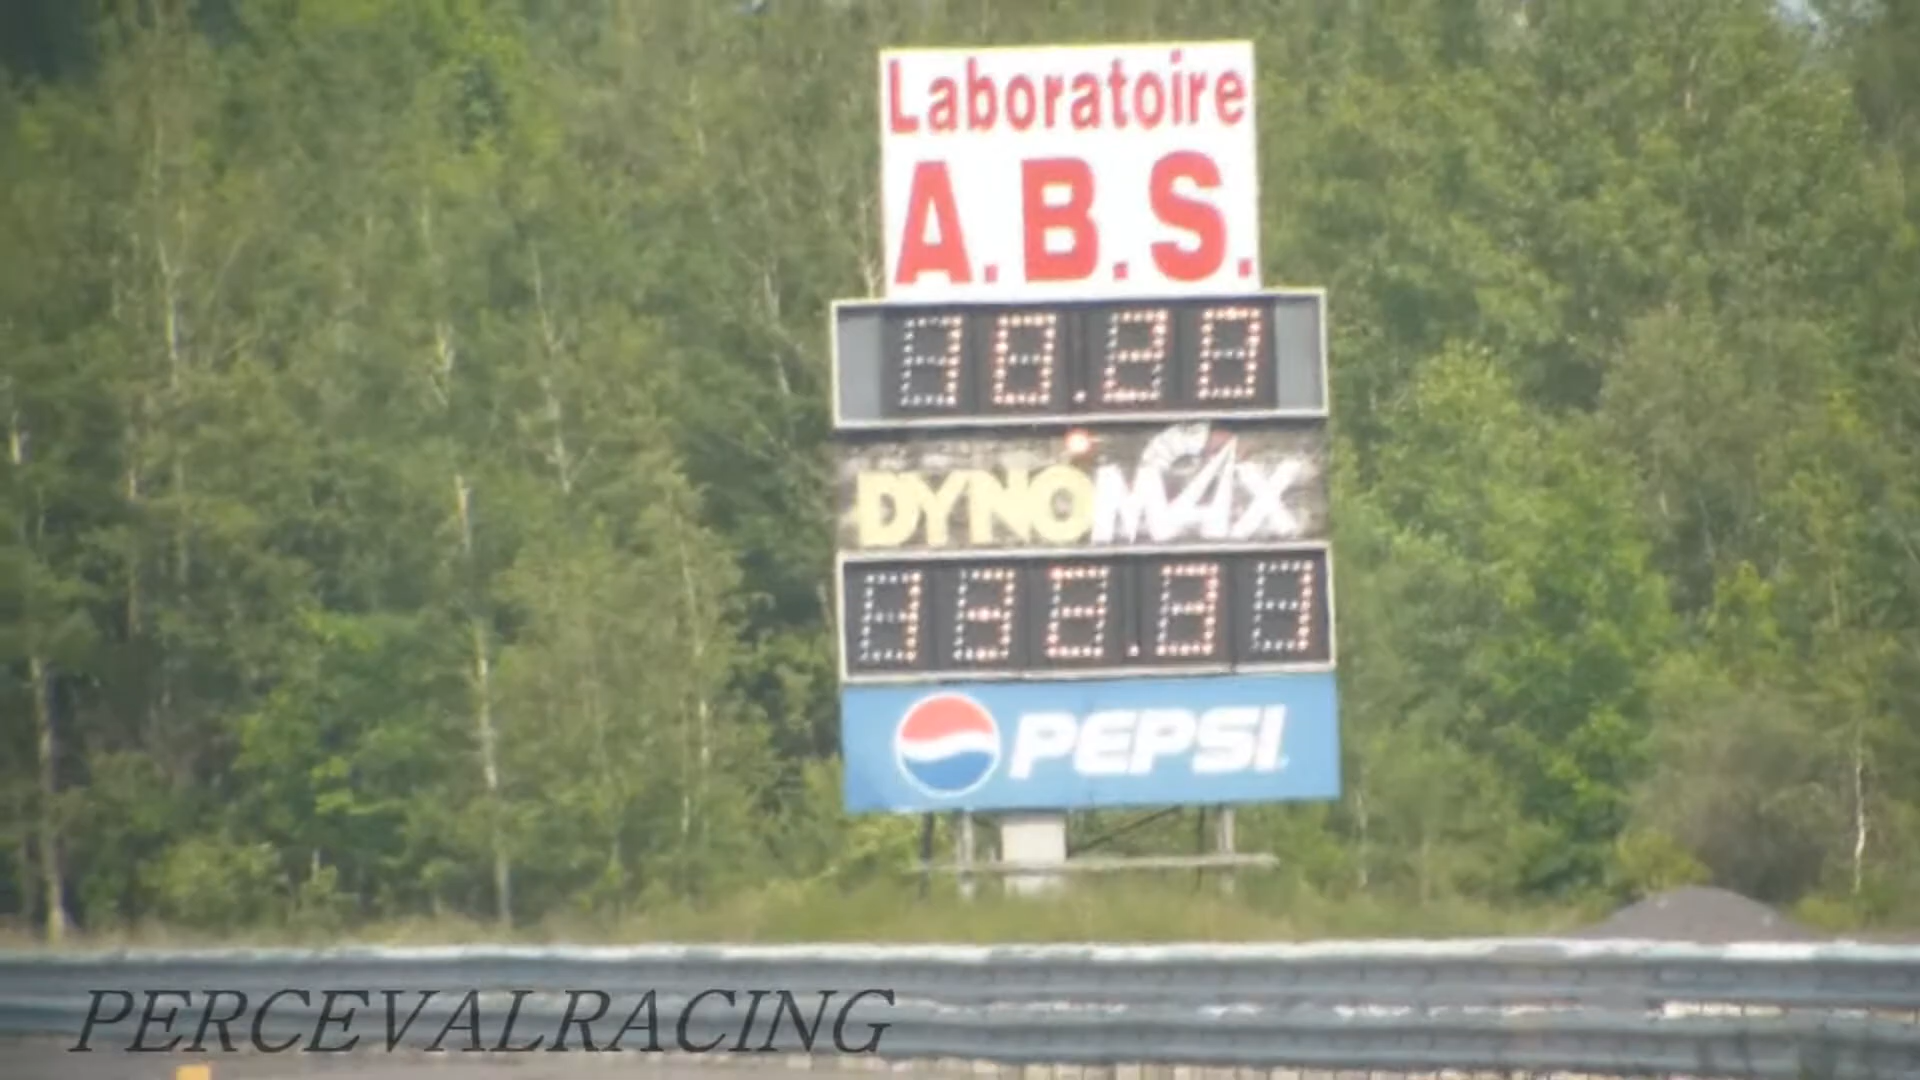 Laboratoire
A.B.S.
DYNOMAX
PEPSI
PERCEVALRACING